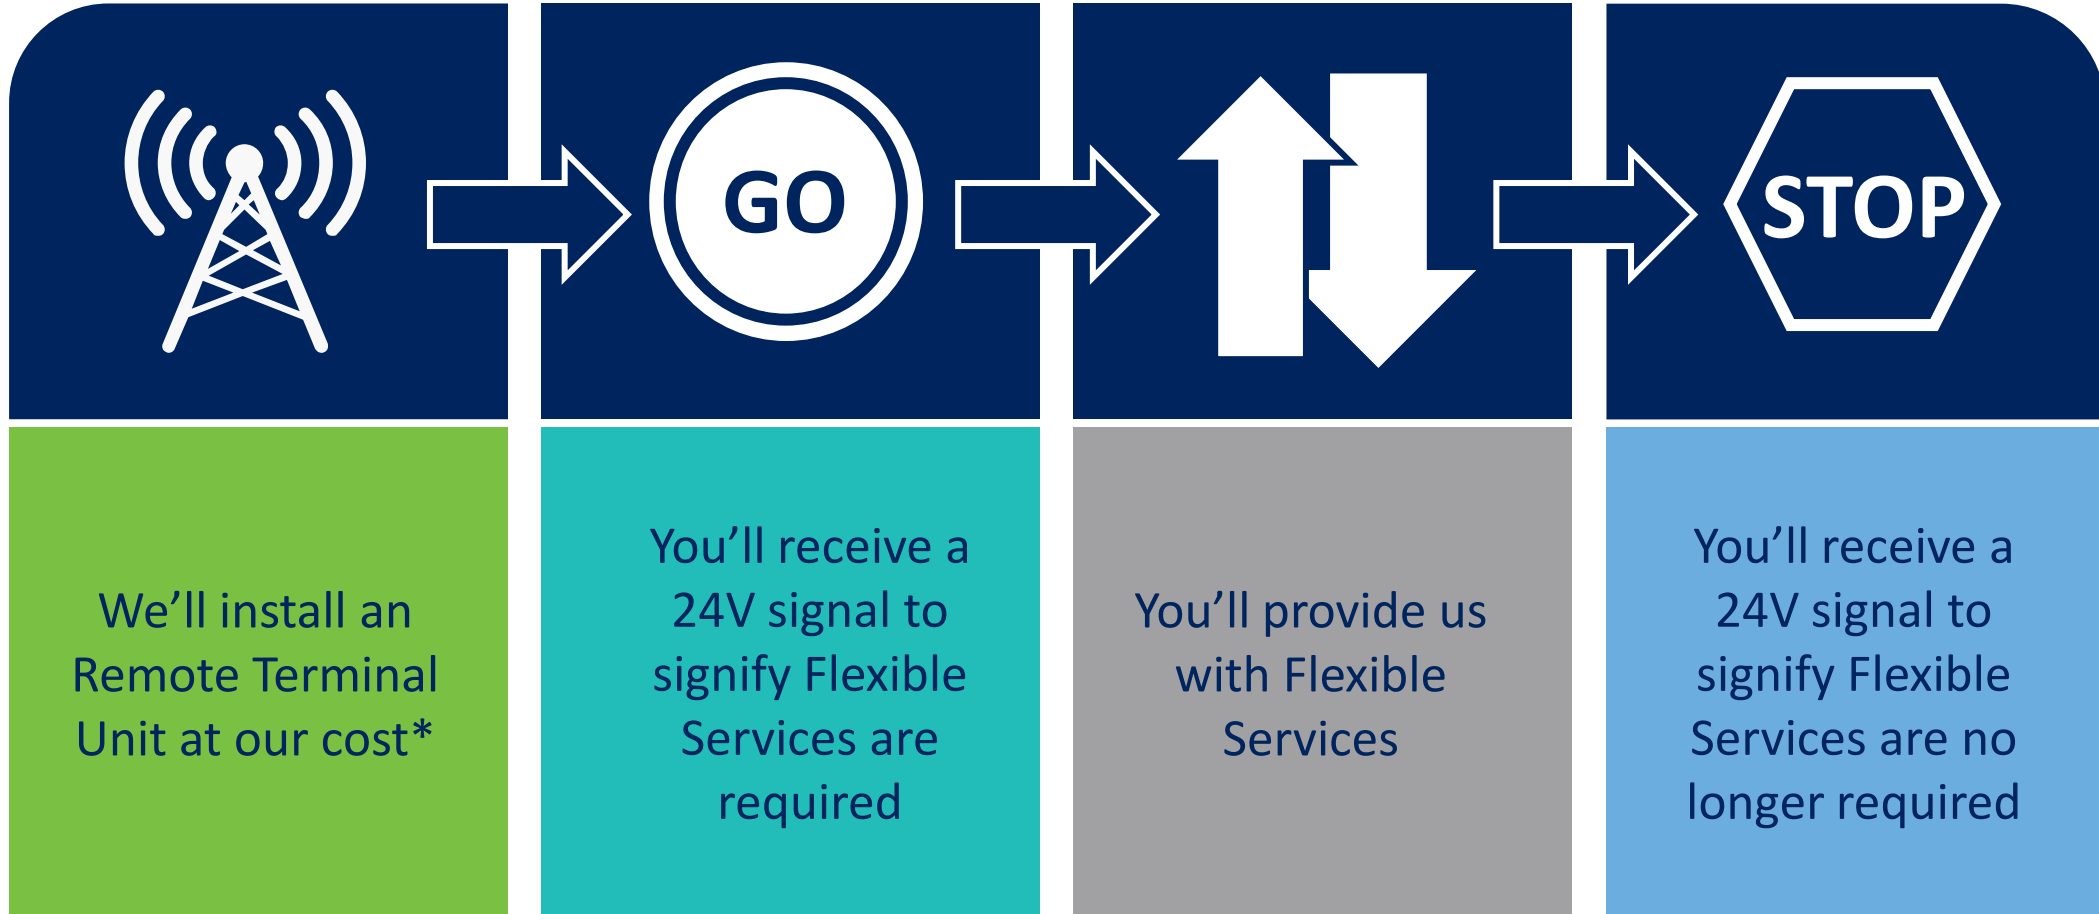 GO
STOP
We’ll install an
Remote Terminal
Unit at our cost*
You’ll receive a
24V signal to
signify Flexible
Services are
required
You’ll provide us
with Flexible
Services
You’ll receive a
24V signal to
signify Flexible
Services are no
longer required